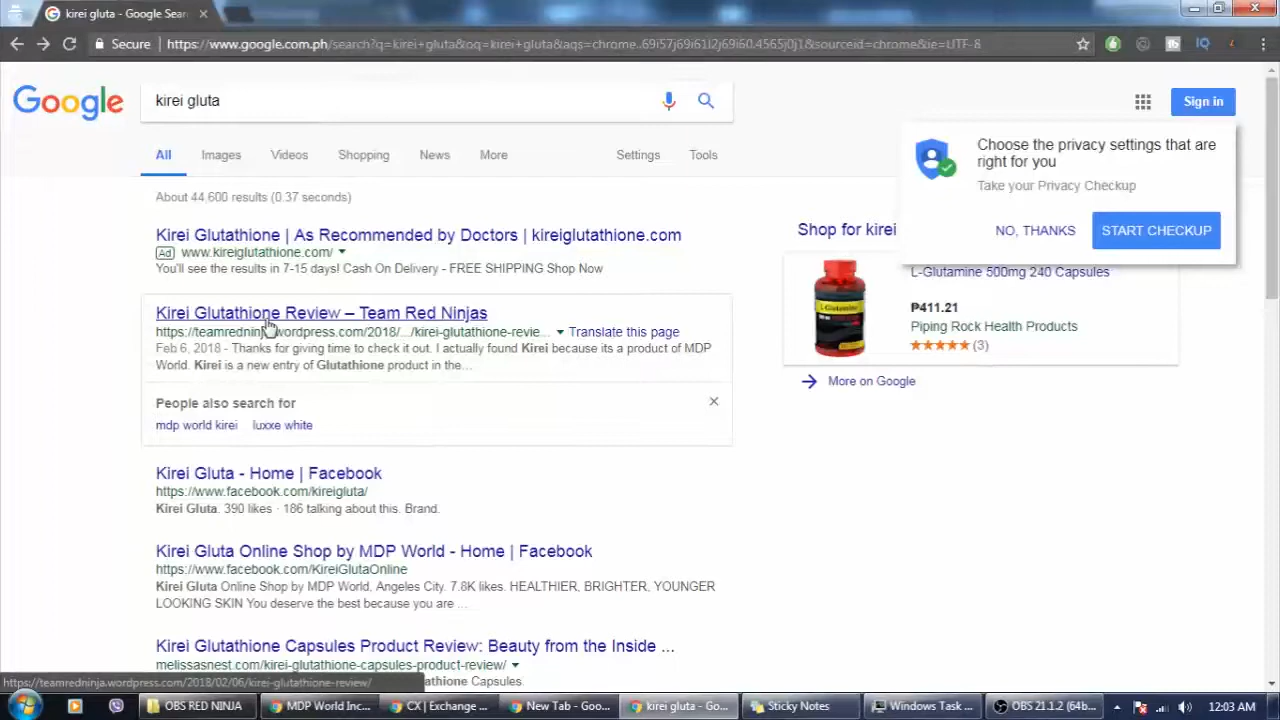 kirei gluta - Google Sear
Secure | https://www.google.com.ph/search?q=kirei+gluta&oq=kirei+gluta&aqs=chrome..69i57j69i61l2j69i60.4565j0j1&sourceid=chrome&ie=UTF-8
Google
kirei gluta
Sign in
All Images Videos Shopping News More Settings Tools
Choose the privacy settings that are
right for you
Take your Privacy Checkup
NO, THANKS START CHECKUP
About 44,600 results (0.37 seconds)
Kirei Glutathione | As Recommended by Doctors | kireiglutathione.com
Ad www.kireiglutathione.com/
You'll see the results in 7-15 days! Cash On Delivery - FREE SHIPPING Shop Now
Kirei Glutathione Review – Team Red Ninjas
https://teamredninja.wordpress.com/2018/.../kirei-glutathione-revie... Translate this page
Feb 6, 2018 - Thanks for giving time to check it out. I actually found Kirei because its a product of MDP
World. Kirei is a new entry of Glutathione product in the...
People also search for
mdp world kirei luxxe white
Kirei Gluta - Home | Facebook
https://www.facebook.com/kireigluta/
Kirei Gluta. 390 likes · 186 talking about this. Brand.
Kirei Gluta Online Shop by MDP World - Home | Facebook
https://www.facebook.com/KireiGlutaOnline
Kirei Gluta Online Shop by MDP World, Angeles City. 7.8K likes. HEALTHIER, BRIGHTER, YOUNGER
LOOKING SKIN You deserve the best because you are ...
Kirei Glutathione Capsules Product Review: Beauty from the Inside ...
melissasnest.com/kirei-glutathione-capsules-product-review/
Capsules.
Shop for kirei
L-Glutamine 500mg 240 Capsules
₱411.21
Piping Rock Health Products
(3)
More on Google
https://teamredninja.wordpress.com/2018/02/06/kirei-glutathione-review/
OBS RED NINJA
MDP World Inc...
CX | Exchange ...
New Tab - Goo...
kirei gluta - Go...
Sticky Notes
Windows Task ...
OBS 21.1.2 (64b...
12:03 AM